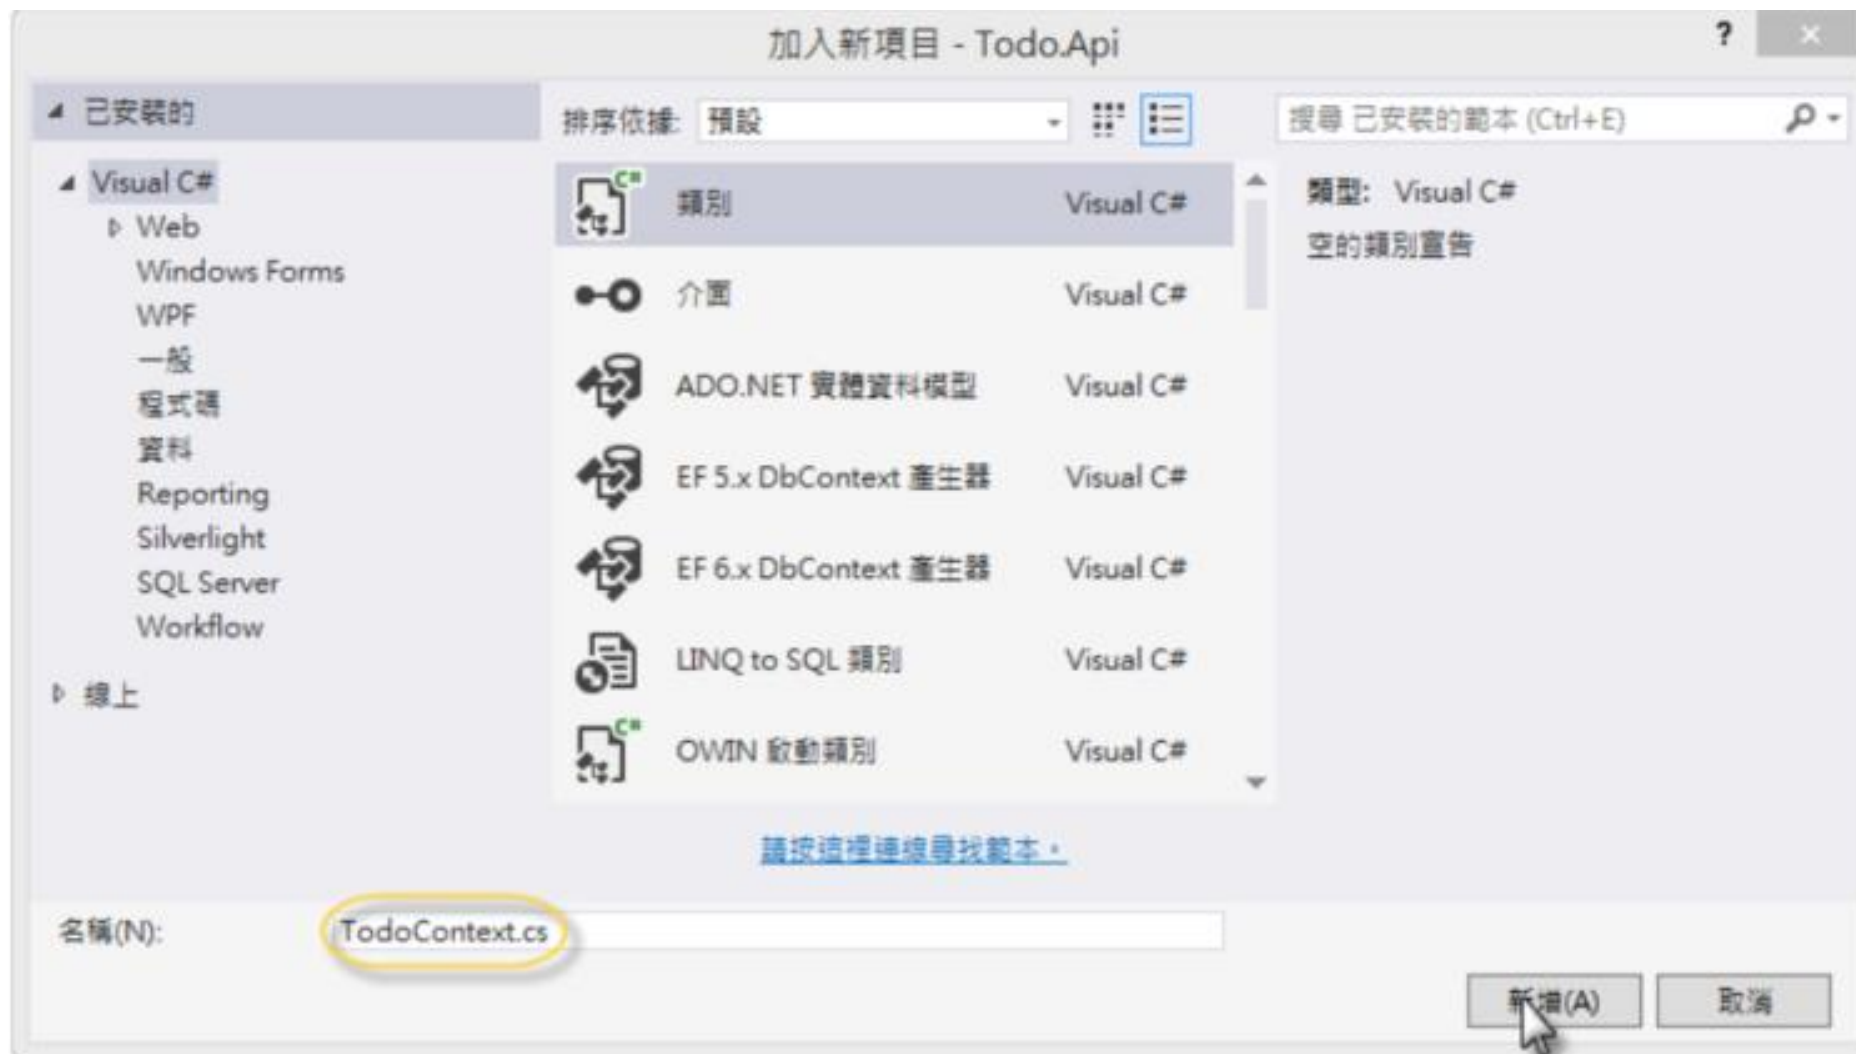 加入新項目 - Todo.Api
?
已安裝的
Visual C#
Web
Windows Forms
WPF
一般
程式碼
資料
Reporting
Silverlight
SQL Server
Workflow
線上
排序依據: 預設
類別 Visual C#
介面 Visual C#
ADO.NET 實體資料模型 Visual C#
EF 5.x DbContext 產生器 Visual C#
EF 6.x DbContext 產生器 Visual C#
LINQ to SQL 類別 Visual C#
OWIN 啟動類別 Visual C#
請按這裡連線尋找範本。
搜尋 已安裝的範本 (Ctrl+E)
類型: Visual C#
空的類別宣告
名稱(N): TodoContext.cs
新增(A) 取消